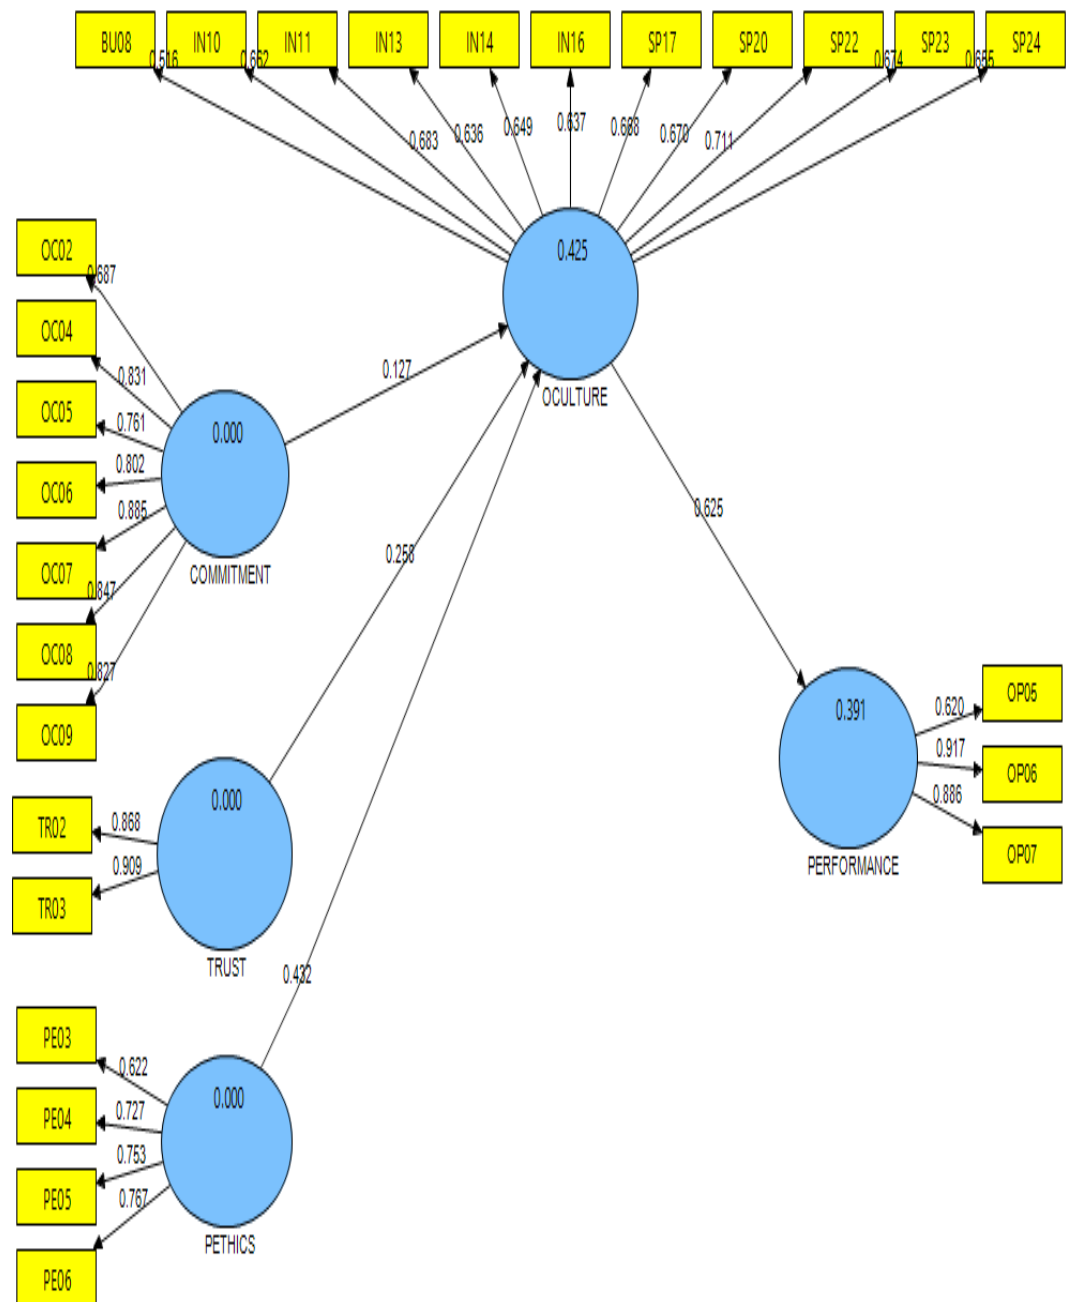 BU08 IN10 IN11 IN13 IN14 IN16 SP17 SP20 SP22 SP23 SP24
0.516 0.662 0.674 0.655
0.683 0.636 0.649 0.637 0.668 0.670 0.711
0.425
OCULTURE
OC02
0.687
OC04
0.831
OC05
0.761
OC06
0.802
OC07
0.885
OC08
0.847
OC09
0.827
0.000
COMMITMENT
0.127
0.258
0.625
TR02
0.868
TR03
0.909
0.000
TRUST
0.432
0.391
PERFORMANCE
OP05
0.620
OP06
0.917
OP07
0.886
PE03
0.622
PE04
0.727
PE05
0.753
PE06
0.767
0.000
PETHICS